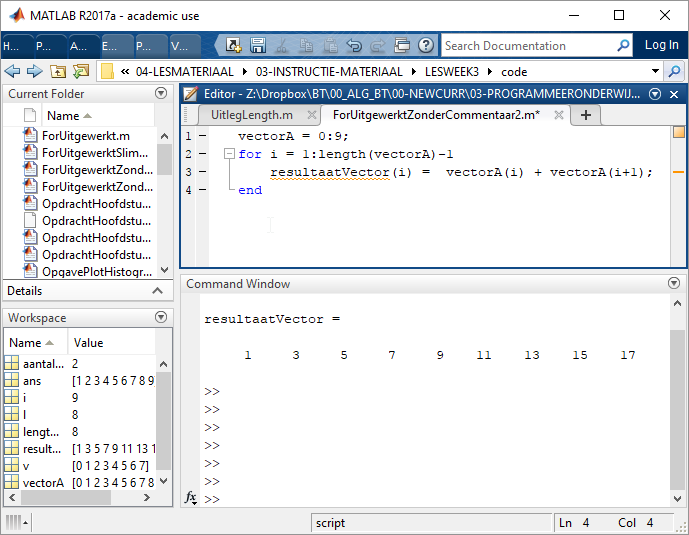 MATLAB R2017a - academic use
H... P... A... E... P... V... Search Documentation Log In
« 04-LESMATERIAAL › 03-INSTRUCTIE-MATERIAAL › LESWEEK3 › code
Current Folder
Name
ForUitgewerkt.m
ForUitgewerktSlim...
ForUitgewerktZond...
ForUitgewerktZond...
OpdrachtHoofdstu...
OpdrachtHoofdstu...
OpdrachtHoofdstu...
OpdrachtHoofdstu...
OpgavePlotHistogr...
Details
Workspace
Name Value
aantal... 2
ans [1 2 3 4 5 6 7 8 9
i 9
l 8
lengt... 8
result... [1 3 5 7 9 11 13 1
v [0 1 2 3 4 5 6 7]
vectorA [0 1 2 3 4 5 6 7 8
Editor - Z:\Dropbox\BT\00_ALG_BT\00-NEWCURR\03-PROGRAMMEERONDERWIJ...
UitlegLength.m ForUitgewerktZonderCommentaar2.m*
1 – vectorA = 0:9;
2 – for i = 1:length(vectorA)-1
3 – resultaatVector(i) = vectorA(i) + vectorA(i+1);
4 – end
Command Window
resultaatVector =
1 3 5 7 9 11 13 15 17
>>
>>
>>
>>
>>
>>
fx >>
script Ln 4 Col 4